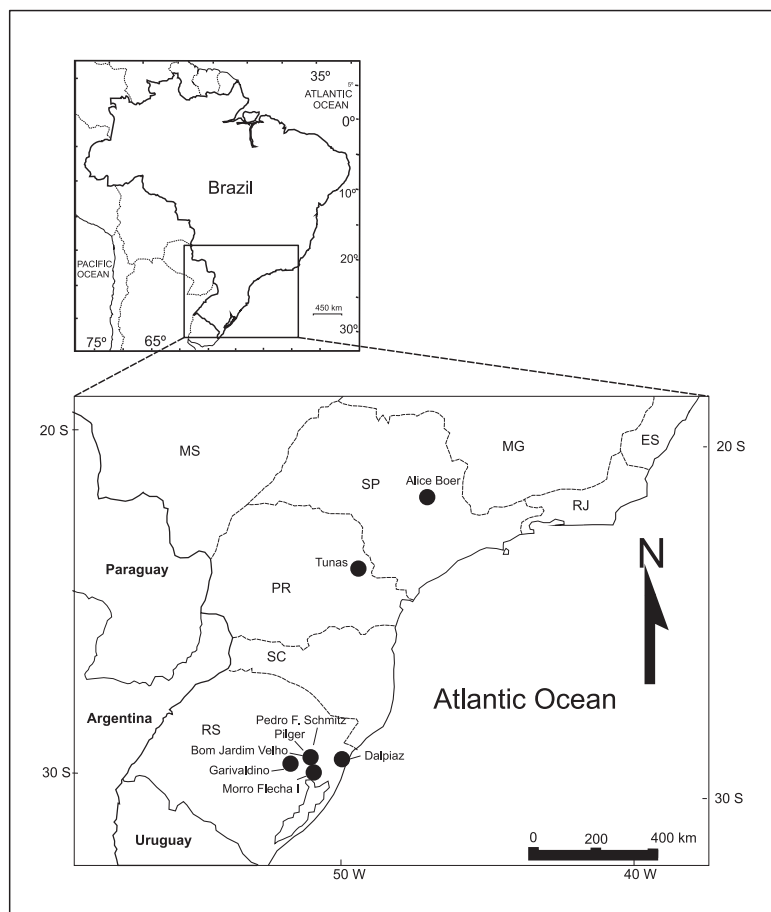 35º
ATLANTIC
OCEAN
5º
0º
Brazil
10º
20º
PACÍFIC
OCEAN
450 km
30º
75º
65º
20 S
20 S
MS
MG
ES
SP
Alice Boer
RJ
Paraguay
Tunas
N
PR
SC
Atlantic Ocean
Argentina
RS
Pedro F. Schmitz
Pilger
Bom Jardim Velho
Dalpiaz
Garivaldino
30 S
Morro Flecha I
30 S
Uruguay
0 200 400 km
50 W
40 W